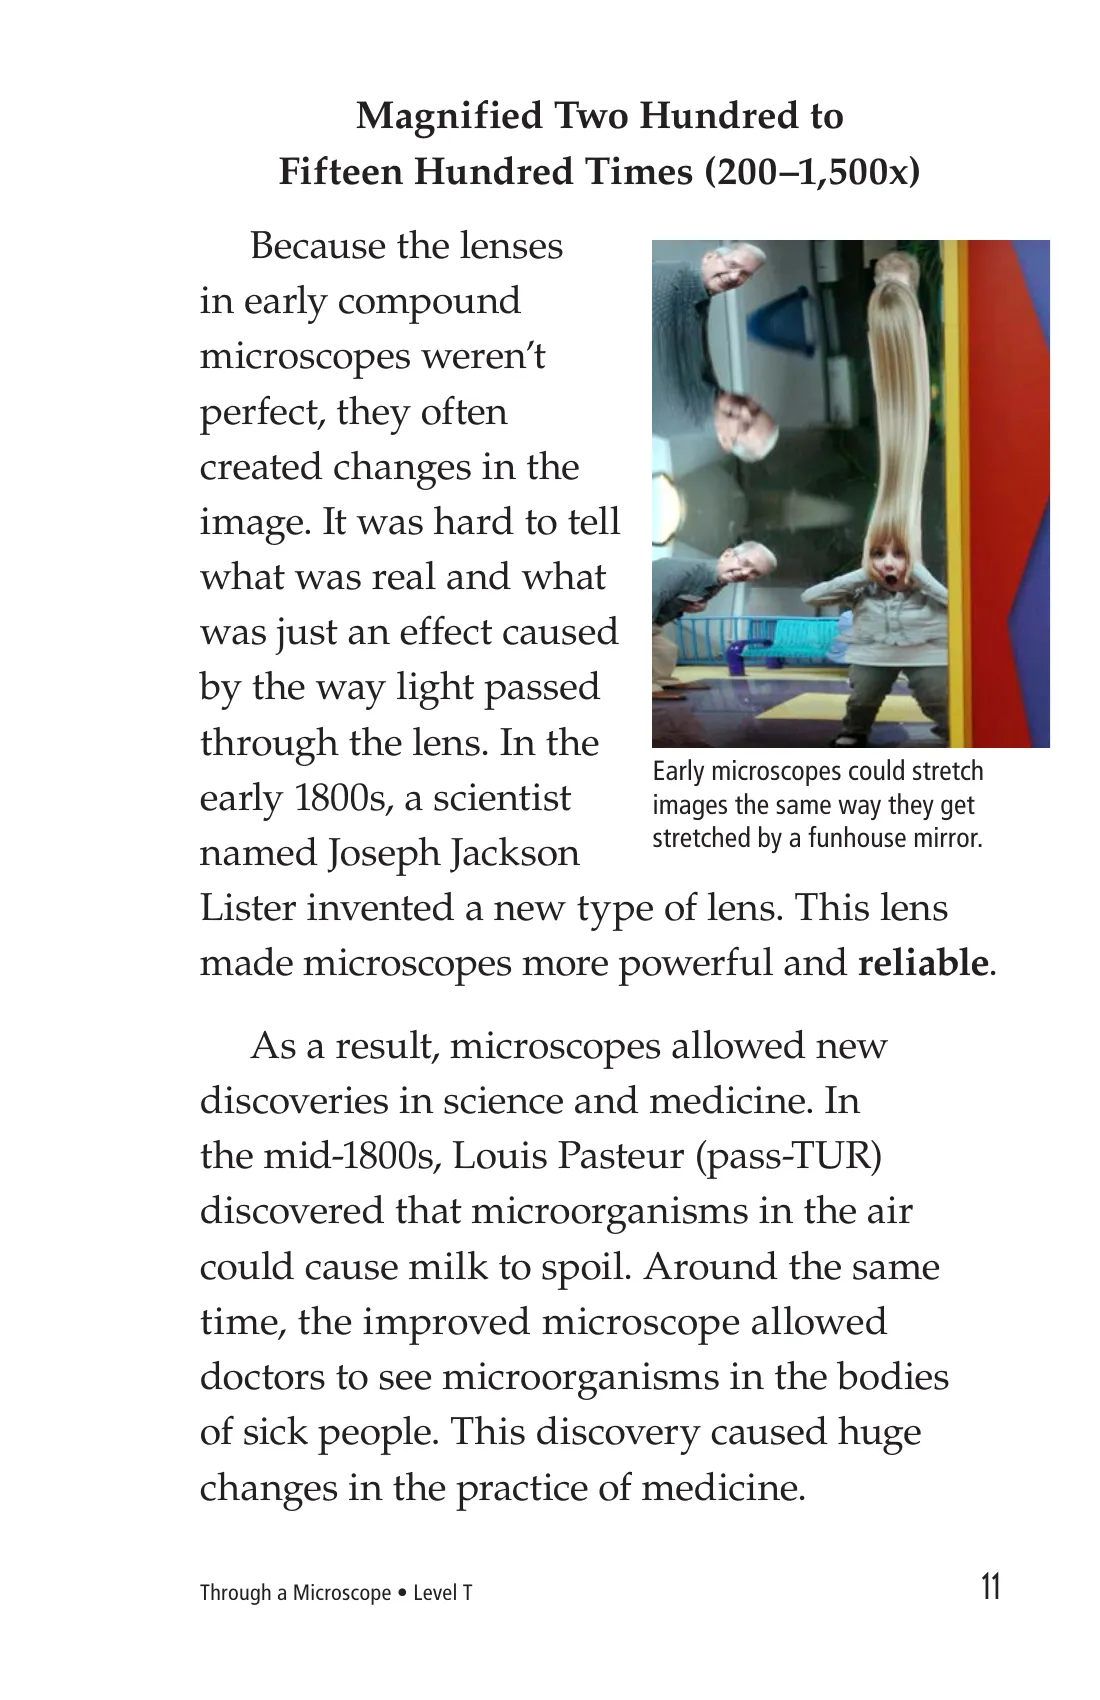 Magnified Two Hundred to
Fifteen Hundred Times (200–1,500x)
Because the lenses
in early compound
microscopes weren’t
perfect, they often
created changes in the
image. It was hard to tell
what was real and what
was just an effect caused
by the way light passed
through the lens. In the
early 1800s, a scientist
named Joseph Jackson
Lister invented a new type of lens. This lens
made microscopes more powerful and reliable.
Early microscopes could stretch
images the same way they get
stretched by a funhouse mirror.
As a result, microscopes allowed new
discoveries in science and medicine. In
the mid-1800s, Louis Pasteur (pass-TUR)
discovered that microorganisms in the air
could cause milk to spoil. Around the same
time, the improved microscope allowed
doctors to see microorganisms in the bodies
of sick people. This discovery caused huge
changes in the practice of medicine.
Through a Microscope • Level T
11